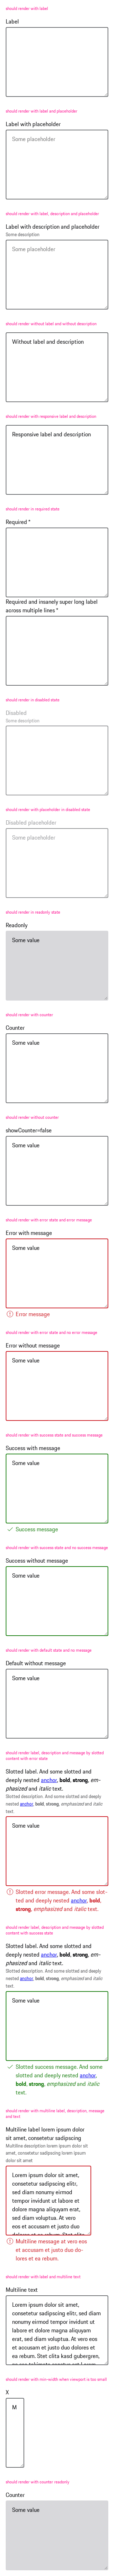 should render with label
Label
should render with label and placeholder
Label with placeholder
Some placeholder
should render with label, description and placeholder
Label with description and placeholder
Some description
Some placeholder
should render without label and without description
Without label and description
should render with responsive label and description
Responsive label and description
should render in required state
Required *
Required and insanely super long label
across multiple lines *
should render in disabled state
Disabled
Some description
should render with placeholder in disabled state
Disabled placeholder
Some placeholder
should render in readonly state
Readonly
Some value
should render with counter
Counter
Some value
should render without counter
showCounter=false
Some value
should render with error state and error message
Error with message
Some value
Error message
should render with error state and no error message
Error without message
Some value
should render with success state and success message
Success with message
Some value
Success message
should render with success state and no success message
Success without message
Some value
should render with default state and no message
Default without message
Some value
should render label, description and message by slotted
content with error state
Slotted label. And some slotted and
deeply nested anchor, bold, strong, em-
phasized and italic text.
Slotted description. And some slotted and deeply
nested anchor, bold, strong, emphasized and italic
text.
Some value
Slotted error message. And some slot-
ted and deeply nested anchor, bold,
strong, emphasized and italic text.
should render label, description and message by slotted
content with success state
Slotted label. And some slotted and
deeply nested anchor, bold, strong, em-
phasized and italic text.
Slotted description. And some slotted and deeply
nested anchor, bold, strong, emphasized and italic
text.
Some value
Slotted success message. And some
slotted and deeply nested anchor,
bold, strong, emphasized and italic
text.
should render with multiline label, description, message
and text
Multiline label lorem ipsum dolor
sit amet, consetetur sadipscing
Multiline description lorem ipsum dolor sit
amet, consetetur sadipscing lorem ipsum
dolor sit amet
Lorem ipsum dolor sit amet,
consetetur sadipscing elitr,
sed diam nonumy eirmod
tempor invidunt ut labore et
dolore magna aliquyam erat,
sed diam voluptua. At vero
eos et accusam et justo duo
Multiline message at vero eos
et accusam et justo duo do-
lores et ea rebum.
should render with label and multiline text
Multiline text
Lorem ipsum dolor sit amet,
consetetur sadipscing elitr, sed diam
nonumy eirmod tempor invidunt ut
labore et dolore magna aliquyam
erat, sed diam voluptua. At vero eos
et accusam et justo duo dolores et
ea rebum. Stet clita kasd gubergren,
should render with min-width when viewport is too small
X
M
should render with counter readonly
Counter
Some value